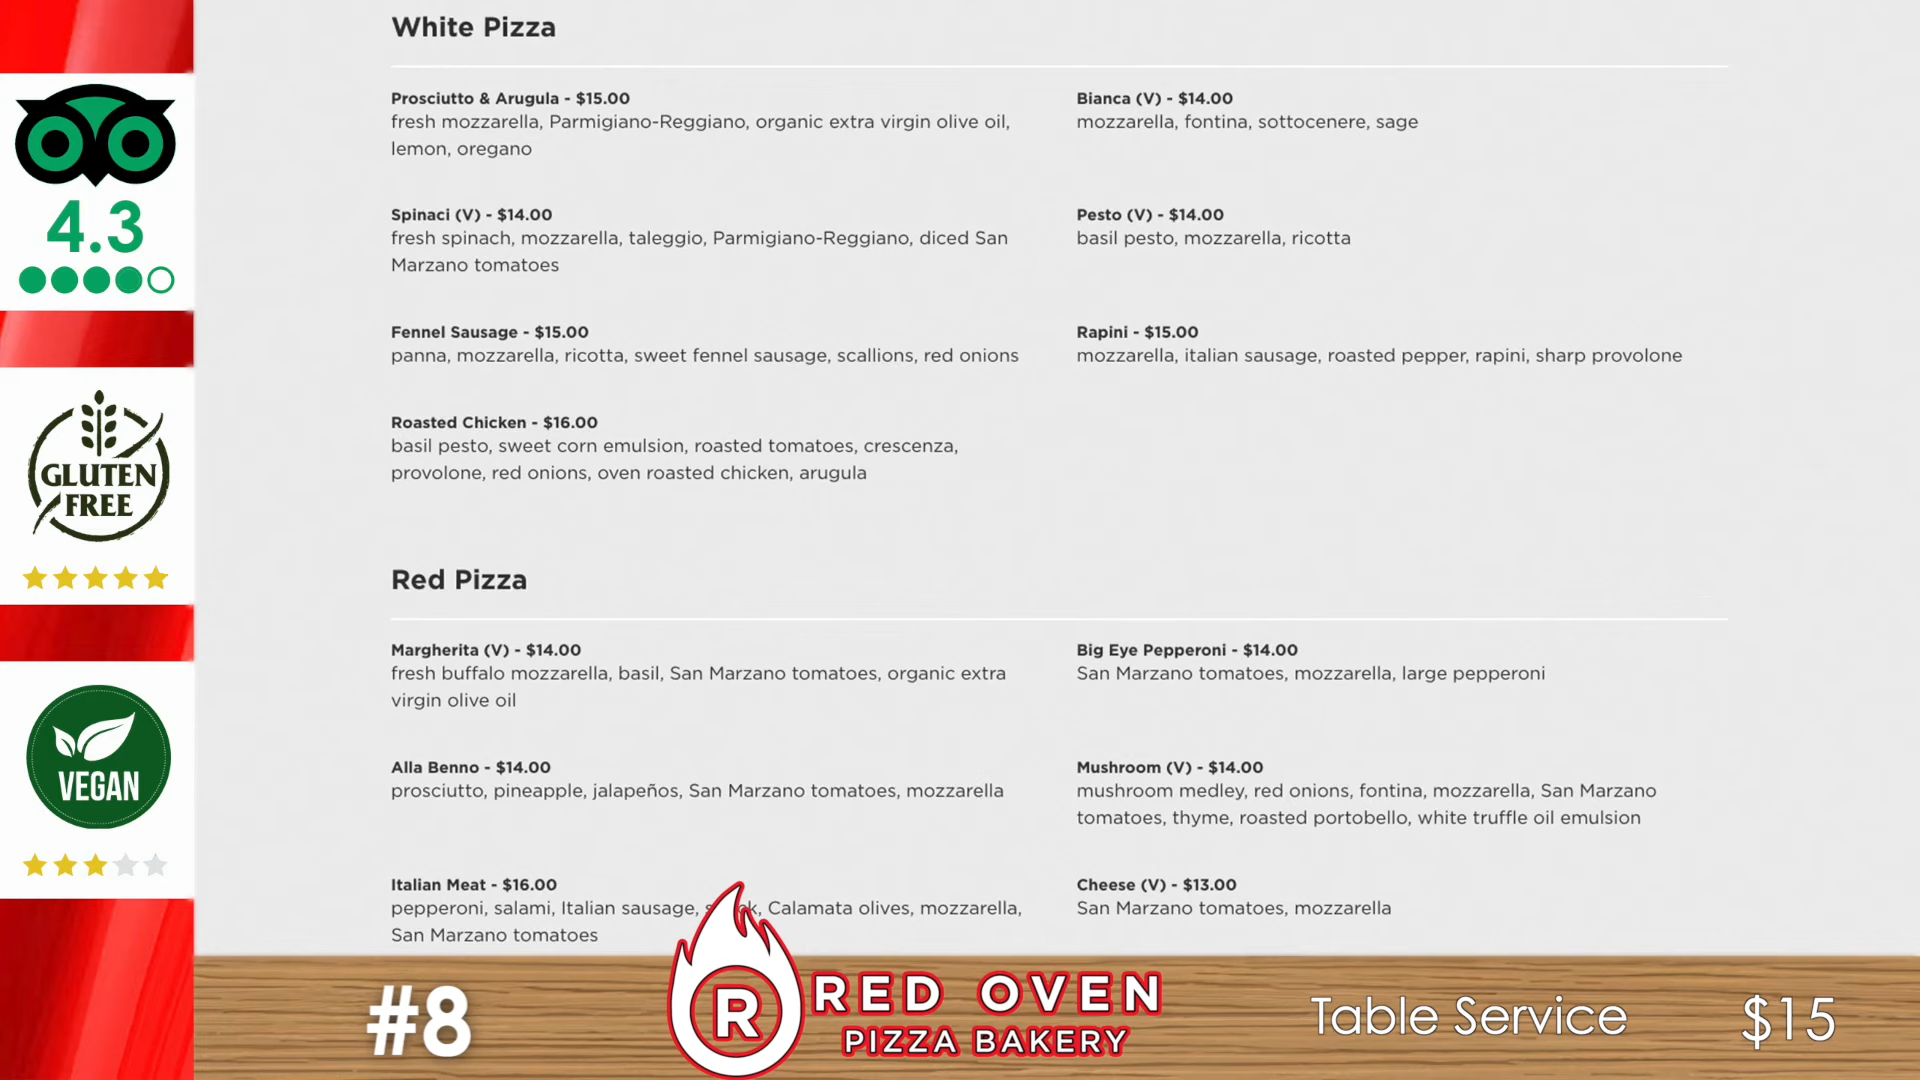 White Pizza
Prosciutto & Arugula - $15.00
fresh mozzarella, Parmigiano-Reggiano, organic extra virgin olive oil,
lemon, oregano
Bianca (V) - $14.00
mozzarella, fontina, sottocenere, sage
Spinaci (V) - $14.00
fresh spinach, mozzarella, taleggio, Parmigiano-Reggiano, diced San
Marzano tomatoes
Pesto (V) - $14.00
basil pesto, mozzarella, ricotta
Fennel Sausage - $15.00
panna, mozzarella, ricotta, sweet fennel sausage, scallions, red onions
Rapini - $15.00
mozzarella, italian sausage, roasted pepper, rapini, sharp provolone
Roasted Chicken - $16.00
basil pesto, sweet corn emulsion, roasted tomatoes, crescenza,
provolone, red onions, oven roasted chicken, arugula
Red Pizza
Margherita (V) - $14.00
fresh buffalo mozzarella, basil, San Marzano tomatoes, organic extra
virgin olive oil
Big Eye Pepperoni - $14.00
San Marzano tomatoes, mozzarella, large pepperoni
Alla Benno - $14.00
prosciutto, pineapple, jalapeños, San Marzano tomatoes, mozzarella
Mushroom (V) - $14.00
mushroom medley, red onions, fontina, mozzarella, San Marzano
tomatoes, thyme, roasted portobello, white truffle oil emulsion
Italian Meat - $16.00
pepperoni, salami, Italian sausage, Calamata olives, mozzarella,
San Marzano tomatoes
Cheese (V) - $13.00
San Marzano tomatoes, mozzarella
4.3
GLUTEN
FREE
VEGAN
#8
R
RED OVEN
PIZZA BAKERY
Table Service
$15